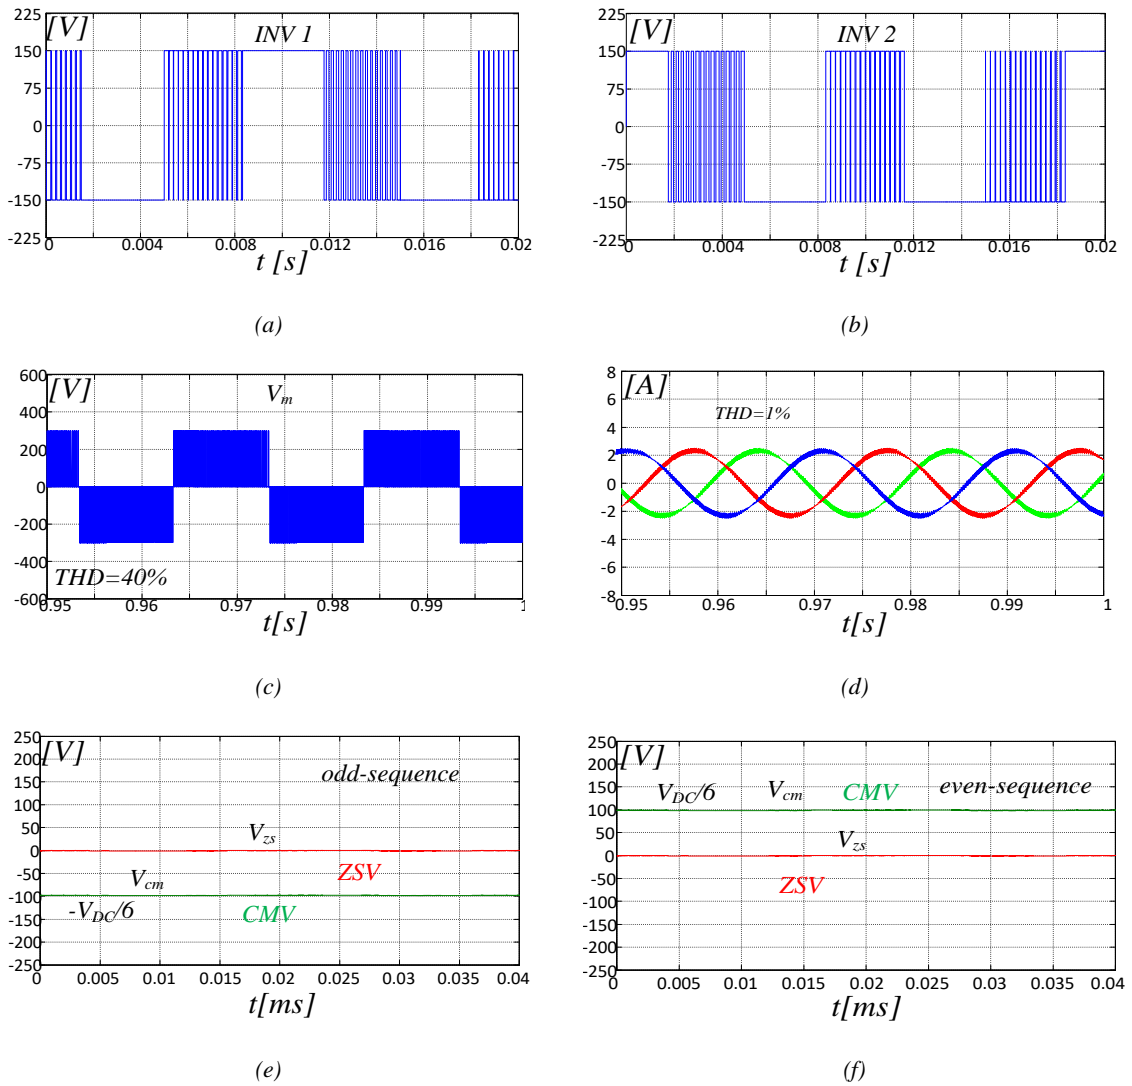 225
[V]
INV 1
150
75
0
-75
-150
-225
0
0.004
0.008
0.012
0.016
0.02
t [s]
(a)
225
[V]
INV 2
150
75
0
-75
-150
-225
0
0.004
0.008
0.012
0.016
0.02
t [s]
(b)
600
[V]
Vm
400
200
0
-200
-400
THD=40%
-600
0.95
0.96
0.97
0.98
0.99
1
t[s]
(c)
8
[A]
6
THD=1%
4
2
0
-2
-4
-6
-8
0.95
0.96
0.97
0.98
0.99
1
t[s]
(d)
250
[V]
200
odd-sequence
150
100
50
Vzs
0
ZSV
-50
Vcm
-100
-VDC/6
CMV
-150
-200
-250
0
0.005
0.01
0.015
0.02
0.025
0.03
0.035
0.04
t[ms]
(e)
250
[V]
200
VDC/6
Vcm
CMV
even-sequence
150
100
50
Vzs
0
ZSV
-50
-100
-150
-200
-250
0
0.005
0.01
0.015
0.02
0.025
0.03
0.035
0.04
t[ms]
(f)